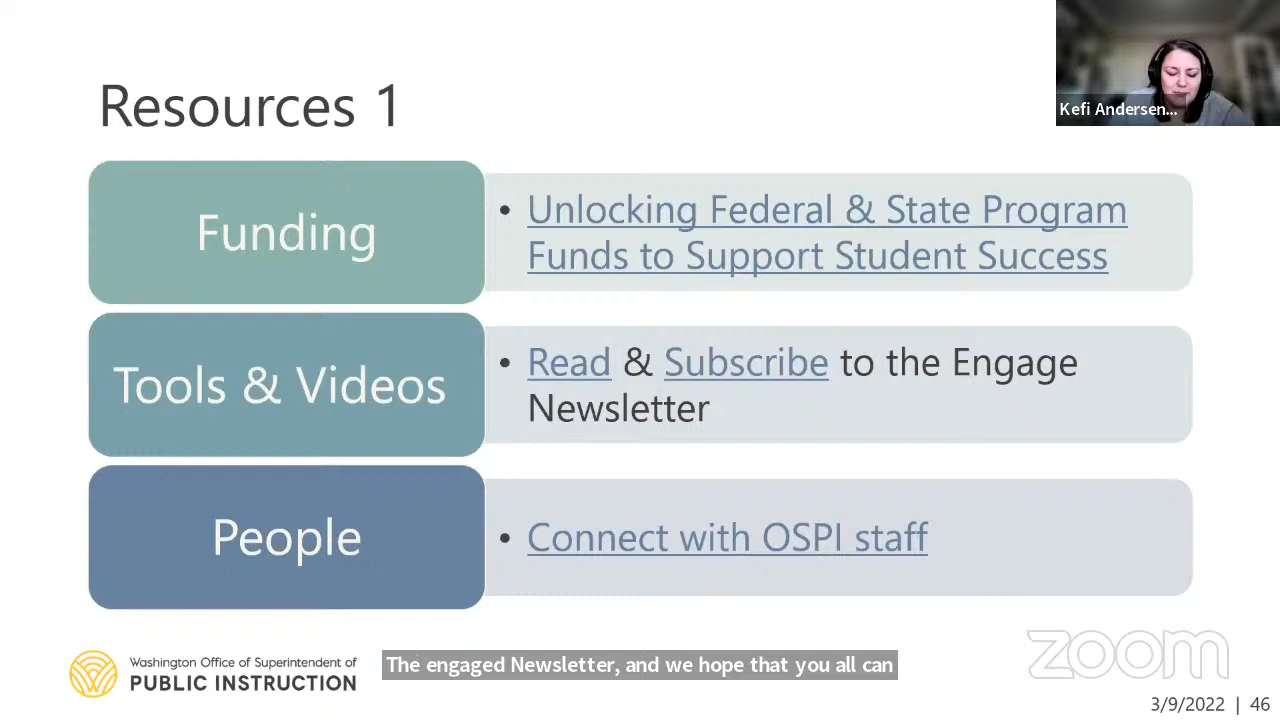 Resources 1
Kefi Andersen...
Funding
• Unlocking Federal & State Program
Funds to Support Student Success
Tools & Videos
• Read & Subscribe to the Engage
Newsletter
People
• Connect with OSPI staff
Washington Office of Superintendent of
PUBLIC INSTRUCTION
The engaged Newsletter, and we hope that you all can
zoom
3/9/2022 | 46